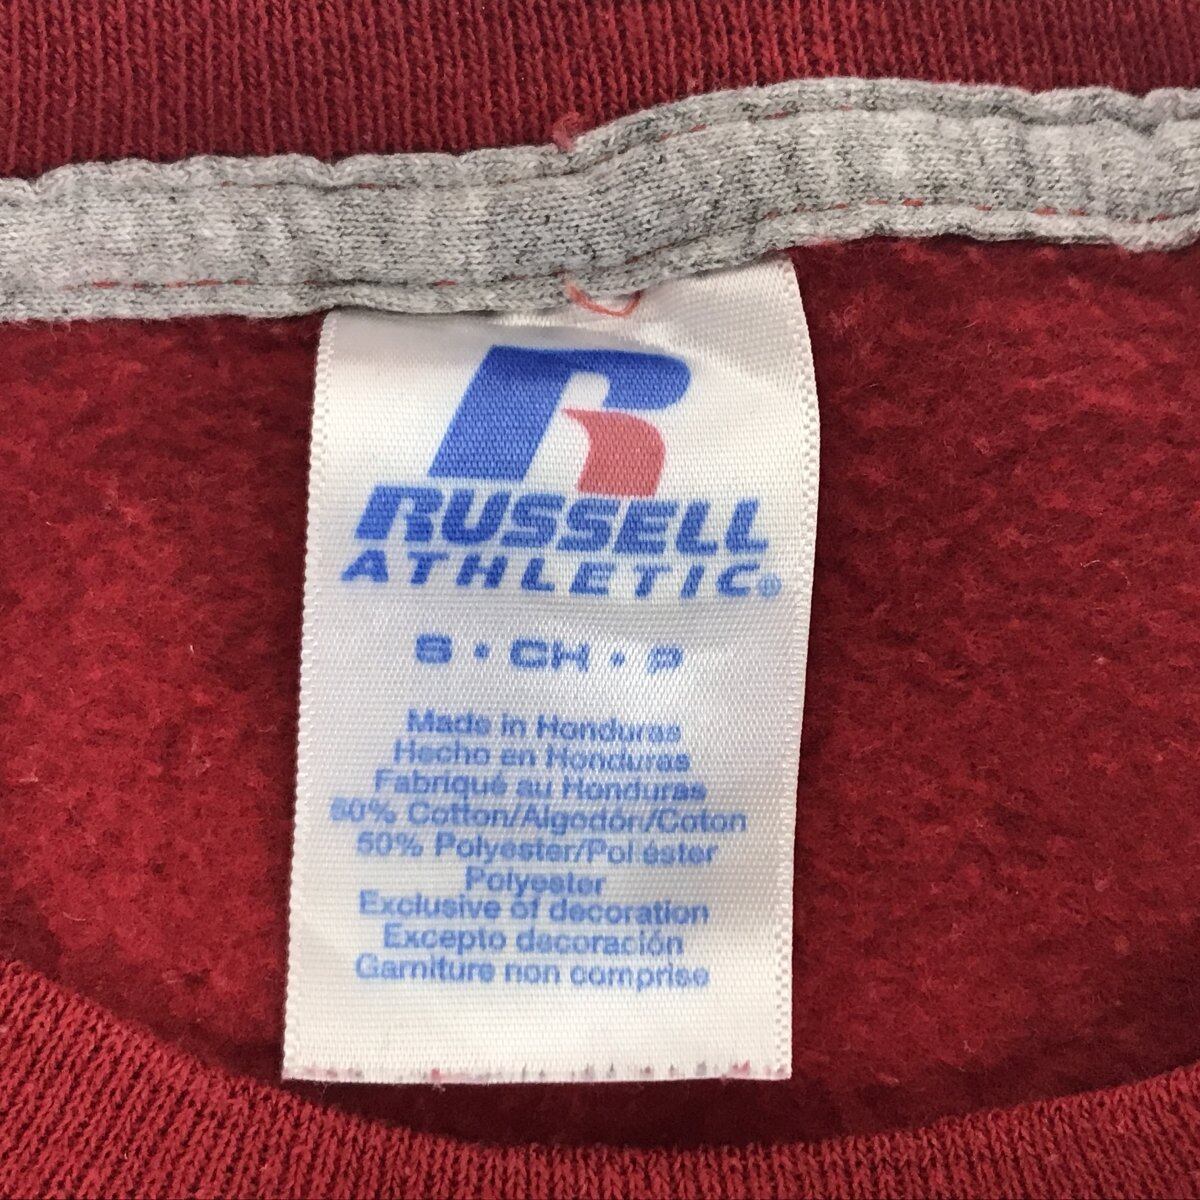 RUSSELL
ATHLETIC®
S • CH • P
Made in Honduras
Hecho en Honduras
Fabriqué au Honduras
50% Cotton/Algodón/Coton
50% Polyester/Poliéster
Polyester
Exclusive of decoration
Excepto decoración
Garniture non comprise